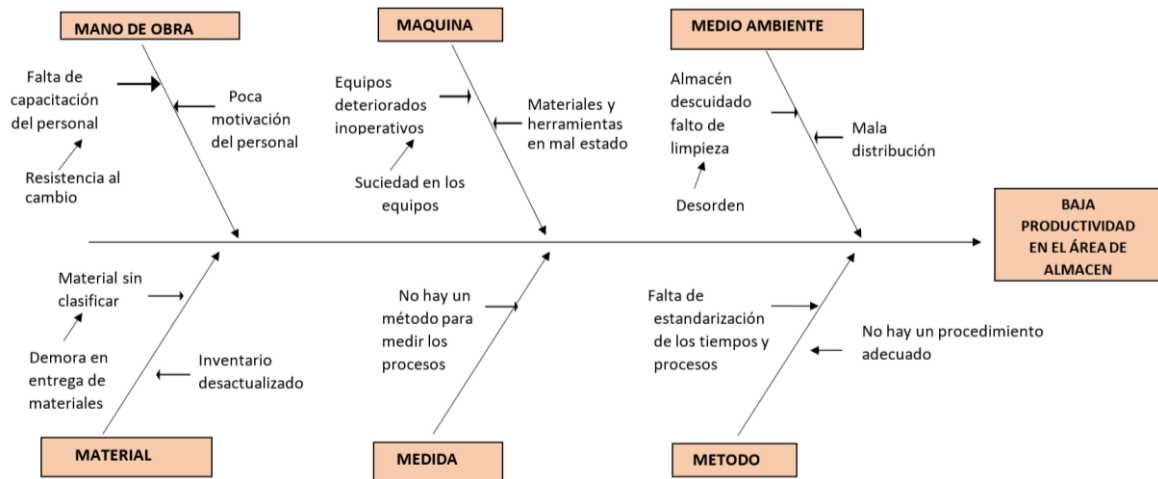 MANO DE OBRA
MAQUINA
MEDIO AMBIENTE
Falta de
capacitación
del personal
Poca
motivación
del personal
Resistencia al
cambio
Equipos
deteriorados
inoperativos
Materiales y
herramientas
en mal estado
Suciedad en los
equipos
Almacén
descuidado
falto de
limpieza
Mala
distribución
Desorden
BAJA
PRODUCTIVIDAD
EN EL ÁREA DE
ALMACEN
Material sin
clasificar
Demora en
entrega de
materiales
Inventario
desactualizado
No hay un
método para
medir los
procesos
Falta de
estandarización
de los tiempos y
procesos
No hay un procedimiento
adecuado
MATERIAL
MEDIDA
METODO